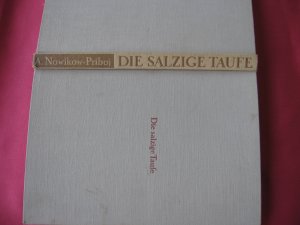 A. Nowikow-Priboj DIE SALZIGE TAUFE
Die salzige Taufe